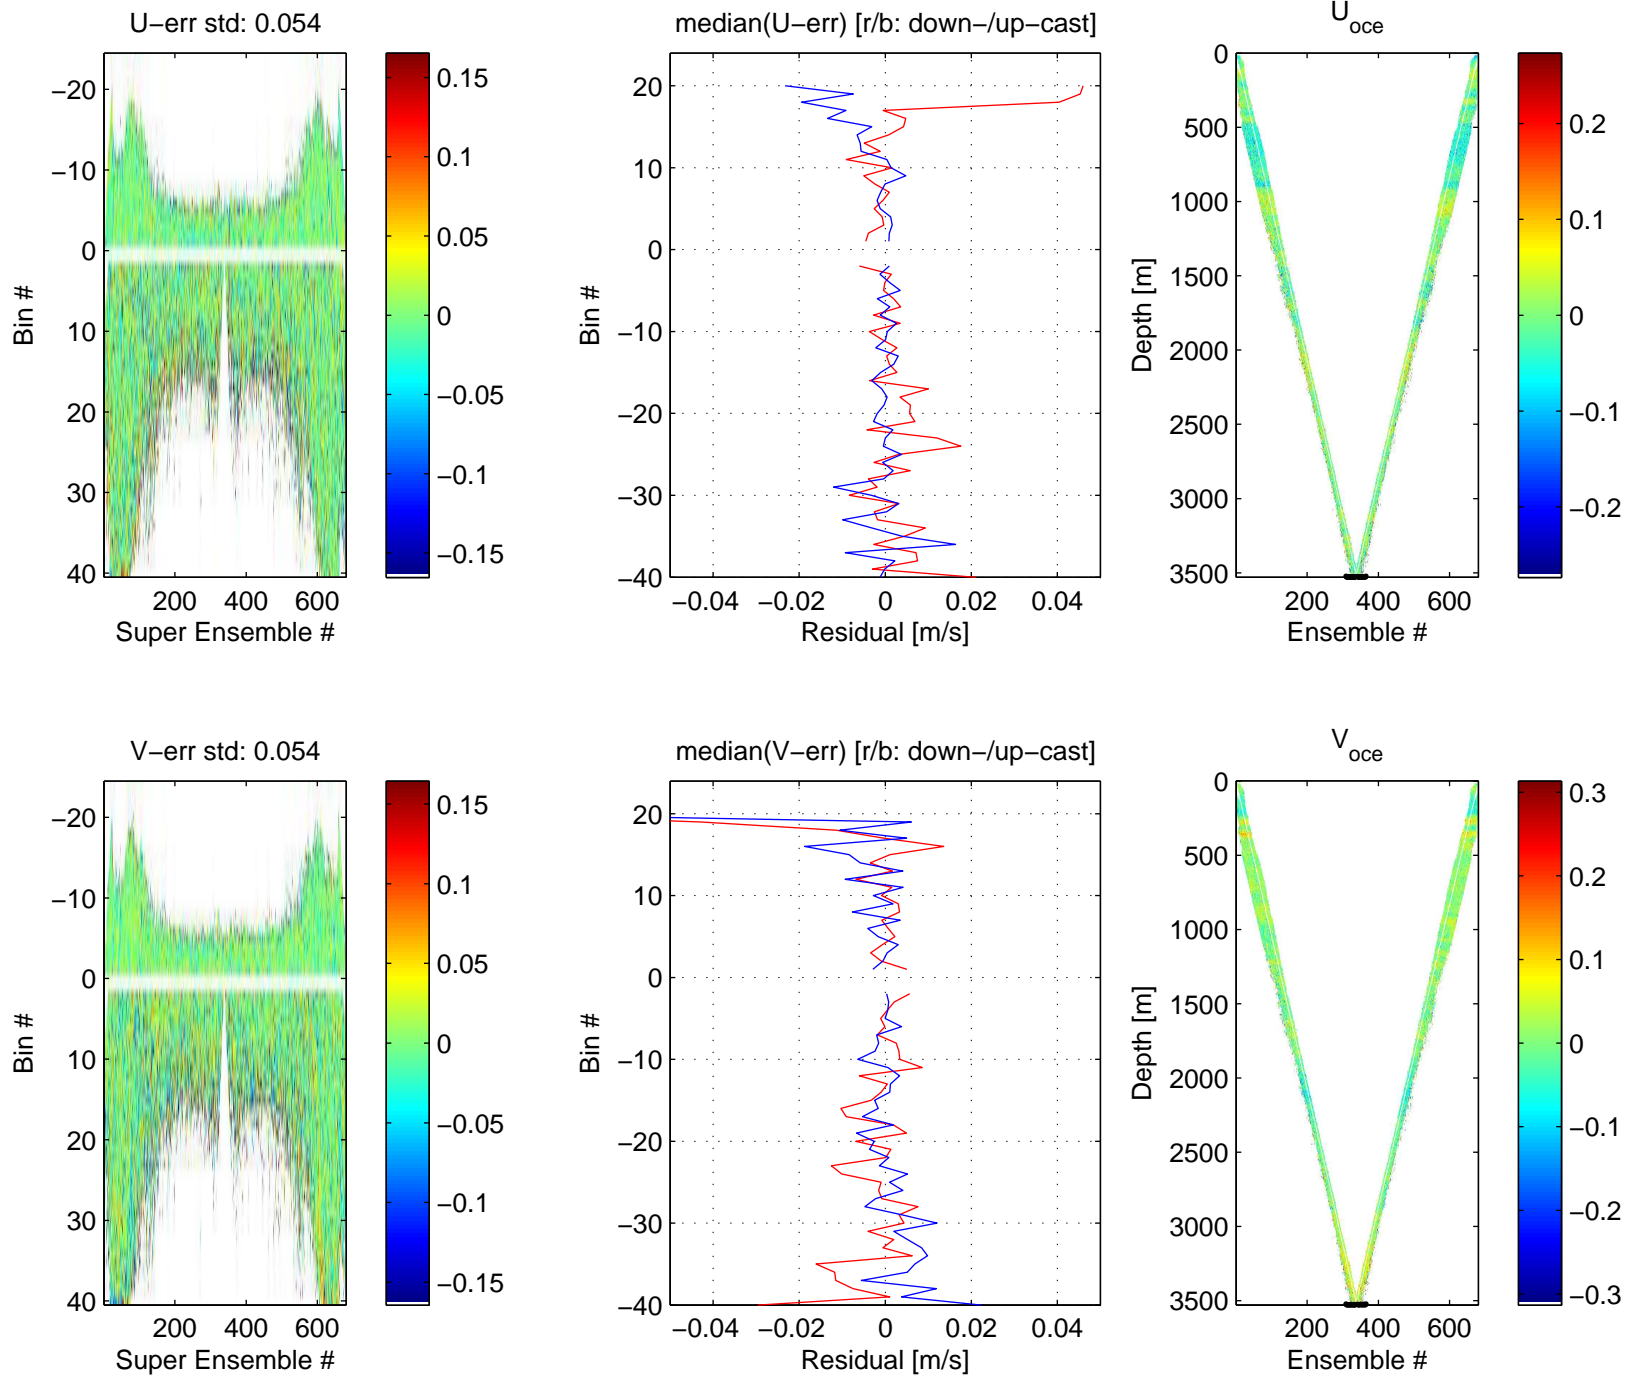 U−err std: 0.054
−20
−10
0
10
20
30
40
Bin #
200 400 600
Super Ensemble #
0.15
0.1
0.05
0
−0.05
−0.1
−0.15
median(U−err) [r/b: down−/up−cast]
20
10
0
−10
−20
−30
−40
Bin #
−0.04 −0.02 0 0.02 0.04
Residual [m/s]
U_oce
0
500
1000
1500
2000
2500
3000
3500
Depth [m]
200 400 600
Ensemble #
0.2
0.1
0
−0.1
−0.2
V−err std: 0.054
−20
−10
0
10
20
30
40
Bin #
200 400 600
Super Ensemble #
0.15
0.1
0.05
0
−0.05
−0.1
−0.15
median(V−err) [r/b: down−/up−cast]
20
10
0
−10
−20
−30
−40
Bin #
−0.04 −0.02 0 0.02 0.04
Residual [m/s]
V_oce
0
500
1000
1500
2000
2500
3000
3500
Depth [m]
200 400 600
Ensemble #
0.3
0.2
0.1
0
−0.1
−0.2
−0.3